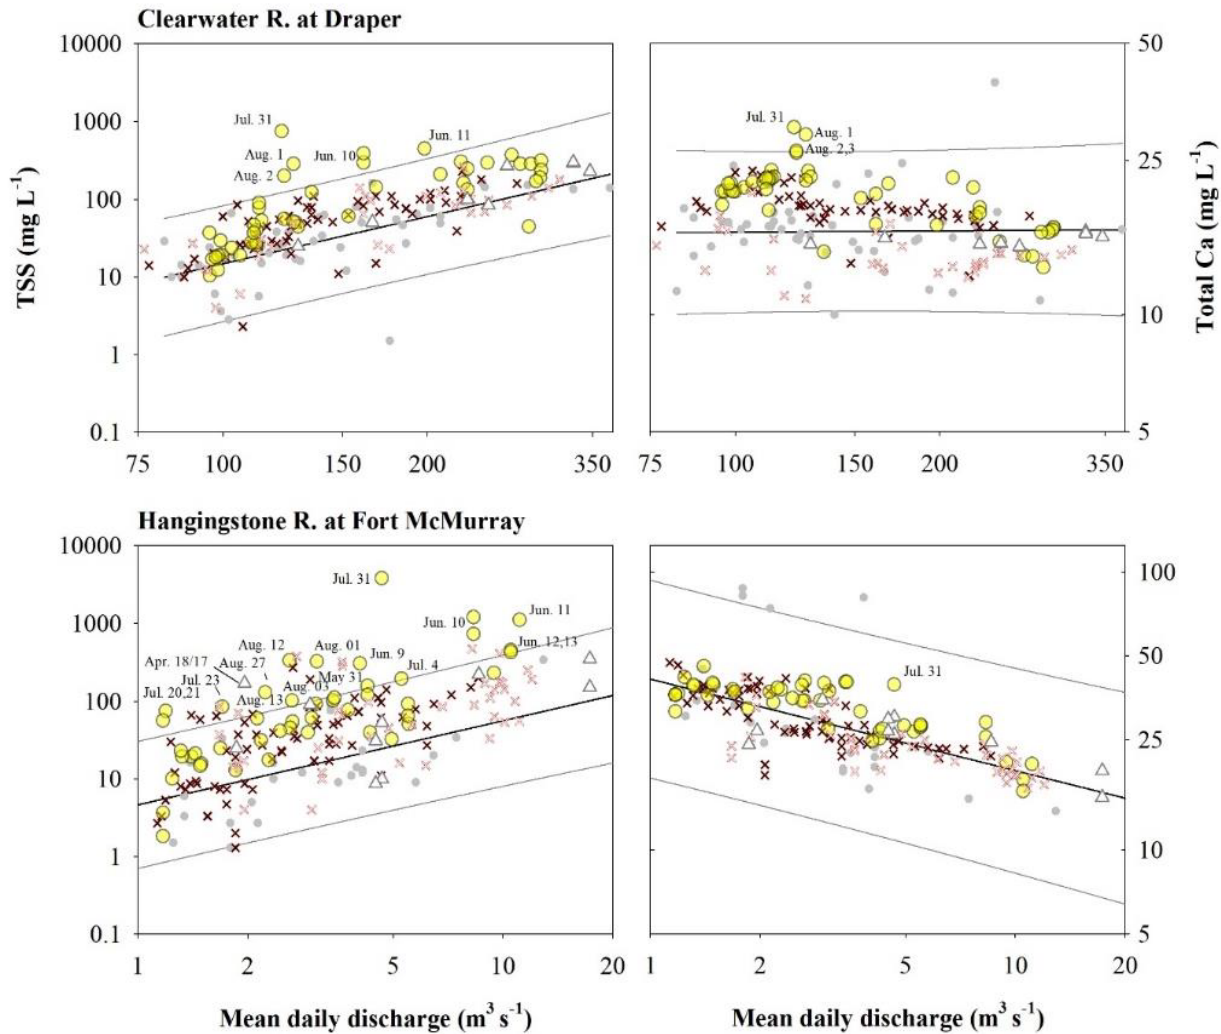 Clearwater R. at Draper
10000
1000
100
10
1
0.1
TSS (mg L⁻¹)
Jul. 31
Aug. 1
Aug. 2
Jun. 10
Jun. 11
75
100
150
200
350
50
25
10
5
Total Ca (mg L⁻¹)
Jul. 31
Aug. 1
Aug. 2,3
75
100
150
200
350
Hangingstone R. at Fort McMurray
10000
1000
100
10
1
0.1
TSS (mg L⁻¹)
Jul. 31
Jun. 11
Jun. 10
Jun. 12,13
Aug. 12
Aug. 01
Jun. 9
Apr. 18/17
Aug. 27
May 31
Jul. 4
Jul. 23
Aug. 03
Jul. 20,21
Aug. 13
1
2
5
10
20
Mean daily discharge (m³ s⁻¹)
100
50
25
10
5
Jul. 31
1
2
5
10
20
Mean daily discharge (m³ s⁻¹)